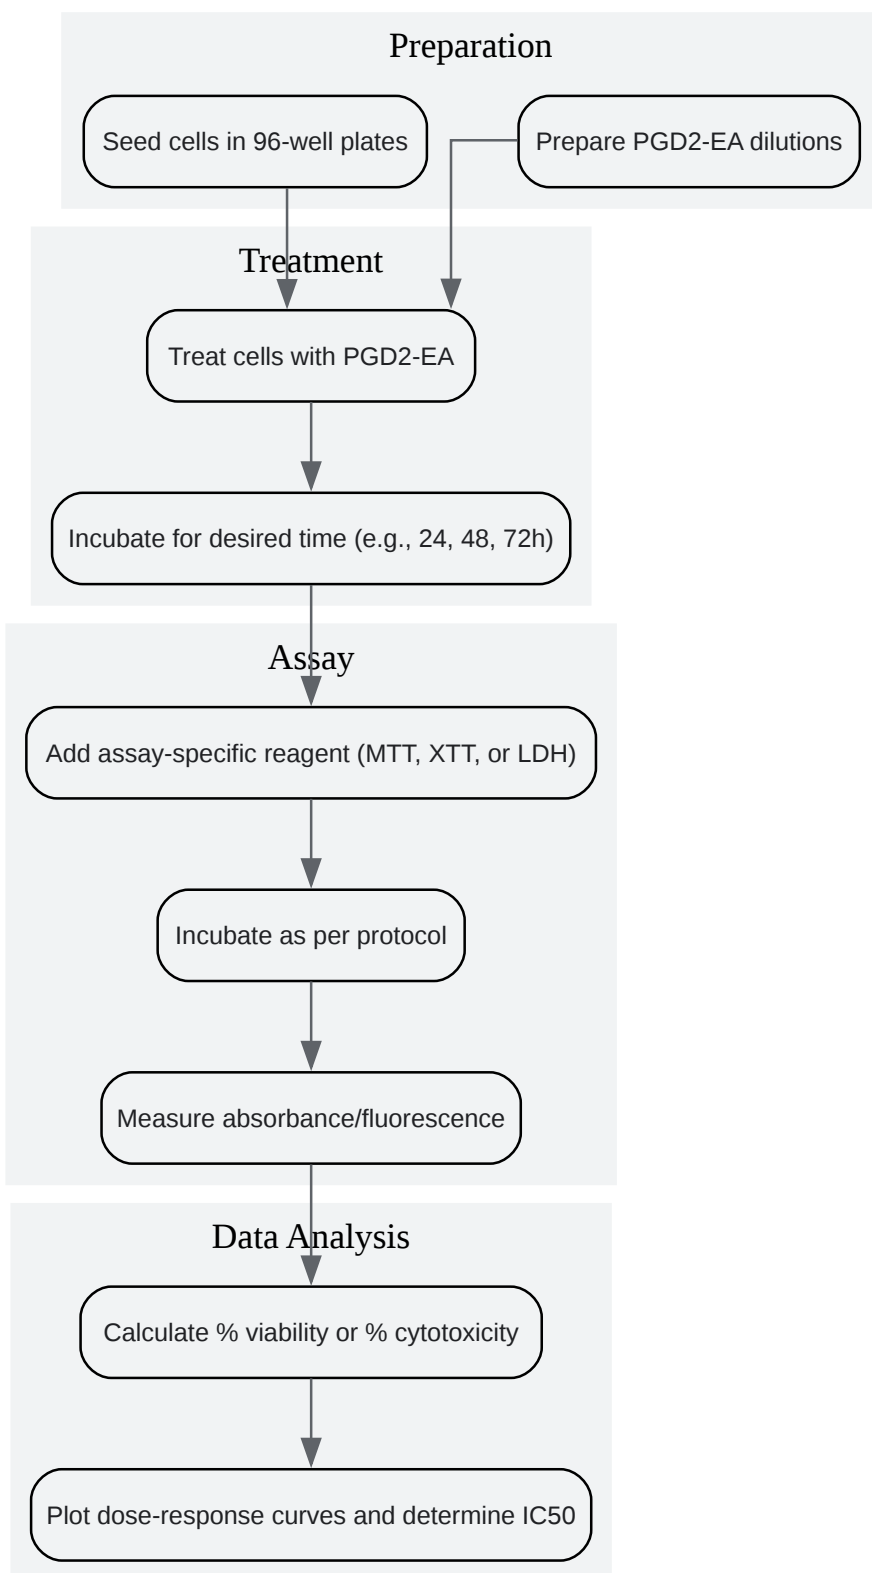 Preparation
Seed cells in 96-well plates
Prepare PGD2-EA dilutions
Treatment
Treat cells with PGD2-EA
Incubate for desired time (e.g., 24, 48, 72h)
Assay
Add assay-specific reagent (MTT, XTT, or LDH)
Incubate as per protocol
Measure absorbance/fluorescence
Data Analysis
Calculate % viability or % cytotoxicity
Plot dose-response curves and determine IC50